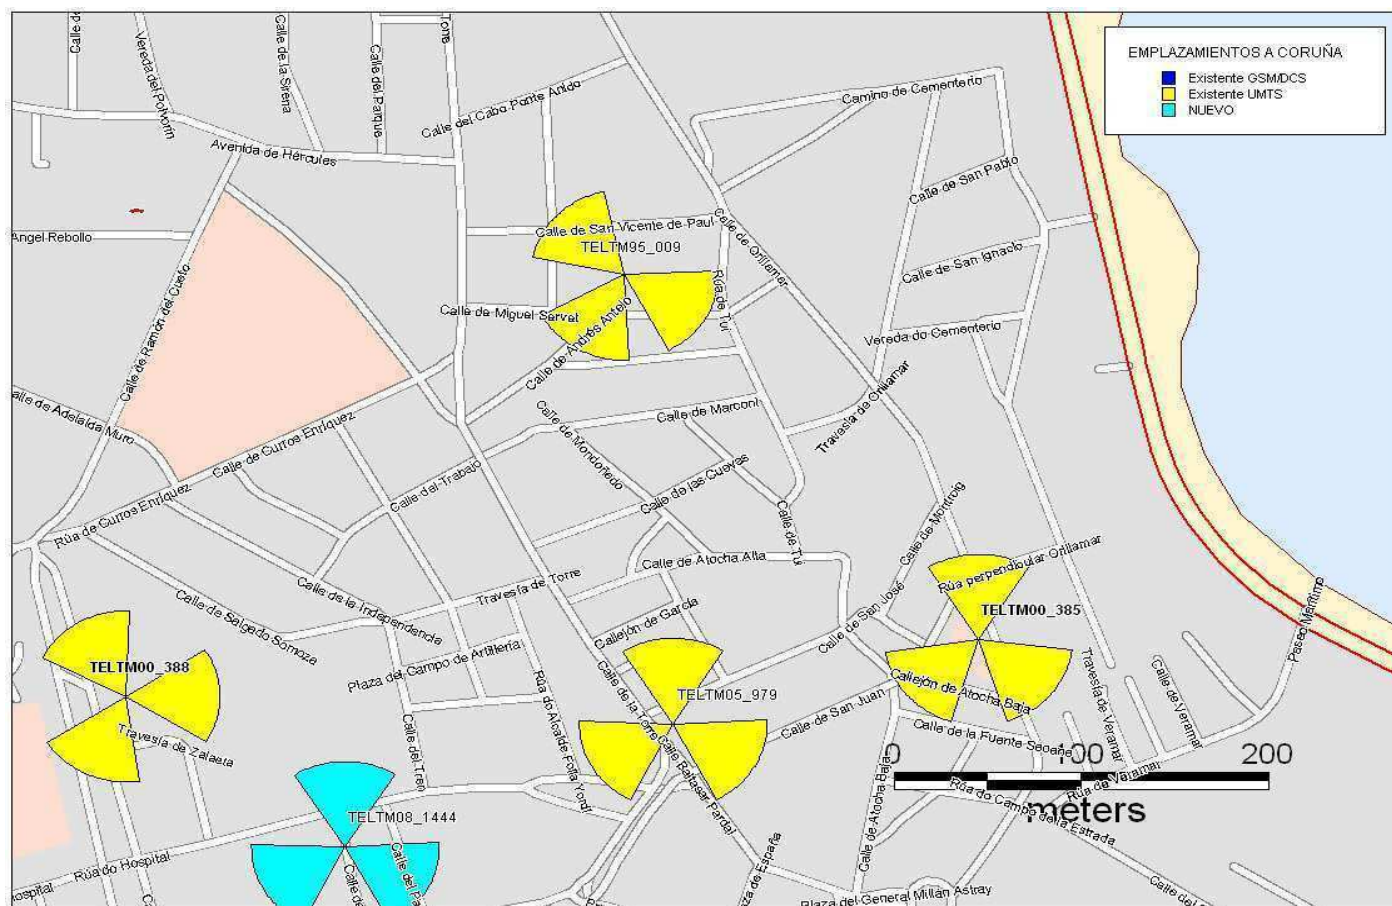 EMPLAZAMIENTOS A CORUÑA
Existente GSM/DCS
Existente UMTS
NUEVO
Calle de
Vereda del Polvorín
Calle de la Sirena
Calle del Parque
Torre
Calle del Cabo Ponte Anido
Camino de Cementerio
Avenida de Hércules
Calle de San Pablo
Calle de San Vicente de Paul
Calle de Orillamar
TELTM95_009
Angel Rebollo
Calle de San Ignacio
Calle de Ramón del Cueto
Calle de Miguel Servet
Rúa de Tui
Calle de Andrés Antelo
Vereda do Cementerio
Travesía de Orillamar
alle de Adelaida Muro
Calle de Curros Enríquez
Calle de Marconi
Calle de Mondoñedo
Calle del Trabajo
Calle de las Cuevas
Rúa de Curros Enríquez
Calle de Tui
Calle de Montroig
Calle de Atocha Alta
Rúa perpendicular Orillamar
Travesía de Torre
Calle de la Independencia
Calle de Salgado Somoza
Callejón de García
Calle de San José
TELTM00_385
Paseo Marítimo
Plaza del Campo de Artillería
TELTM00_388
Callejón de Atocha Baja
Travesía de Veramar
Calle de Veramar
TELTM05_979
Calle de la Torre
Rúa do Alcalde Folla Yordi
Calle de San Juan
Calle de la Fuente Seoane
Travesía de Zalaeta
Calle del Tren
Calle Baltasar Pardal
0 100 200
meters
Rúa de Veramar
Rúa do Campo de la Estrada
Calle de Atocha Baja
TELTM08_1444
Rúa do Hospital
Hospital
Calle del Pa
Calle de
aza de España
Plaza del General Millán Astray
Calle del